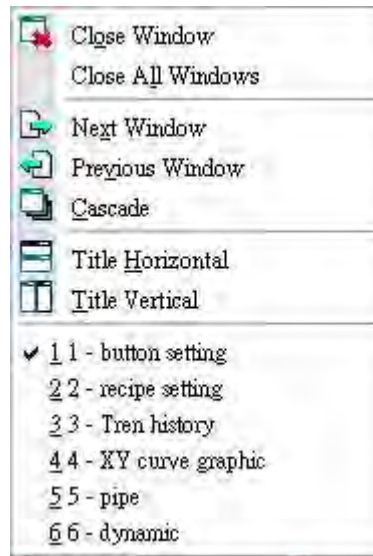 Close Window
Close All Windows
Next Window
Previous Window
Cascade
Title Horizontal
Title Vertical
1 1 - button setting
2 2 - recipe setting
3 3 - Tren history
4 4 - XY curve graphic
5 5 - pipe
6 6 - dynamic